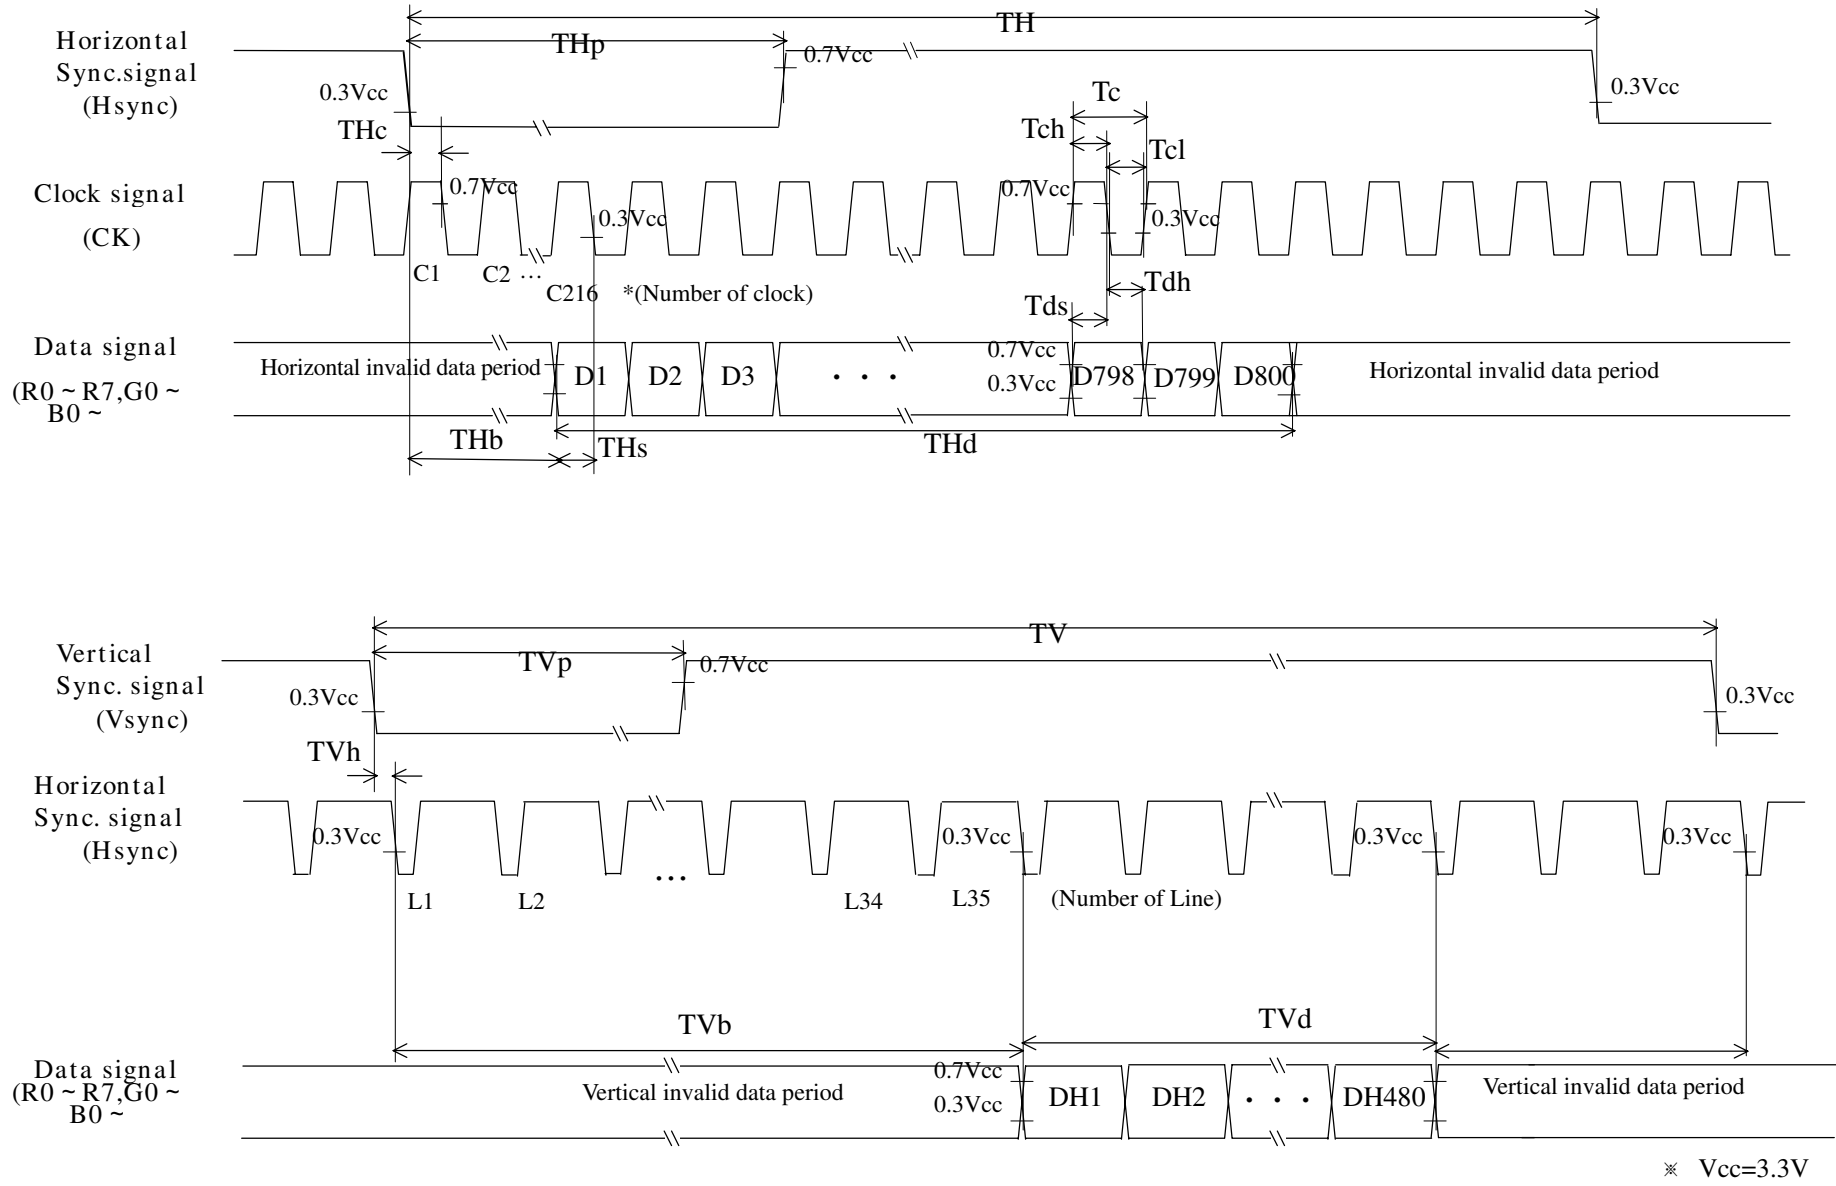 TH
Horizontal
Sync.signal
(Hsync)
THp
0.7Vcc
0.3Vcc
0.3Vcc
THc
Tc
Tch
Tcl
Clock signal
(CK)
0.7Vcc
0.3Vcc
0.7Vcc
0.3Vcc
C1
C2 ...
C216
*(Number of clock)
Tdh
Tds
Data signal
(R0 ~ R7,G0 ~
B0 ~
Horizontal invalid data period
D1
D2
D3
· · ·
0.7Vcc
0.3Vcc
D798
D799
D800
Horizontal invalid data period
THb
THs
THd
TV
Vertical
Sync. signal
(Vsync)
TVp
0.7Vcc
0.3Vcc
0.3Vcc
TVh
Horizontal
Sync. signal
(Hsync)
0.3Vcc
0.3Vcc
0.3Vcc
0.3Vcc
L1
L2
...
L34
L35
(Number of Line)
TVb
TVd
Data signal
(R0 ~ R7,G0 ~
B0 ~
Vertical invalid data period
0.7Vcc
0.3Vcc
DH1
DH2
· · ·
DH480
Vertical invalid data period
※ Vcc=3.3V